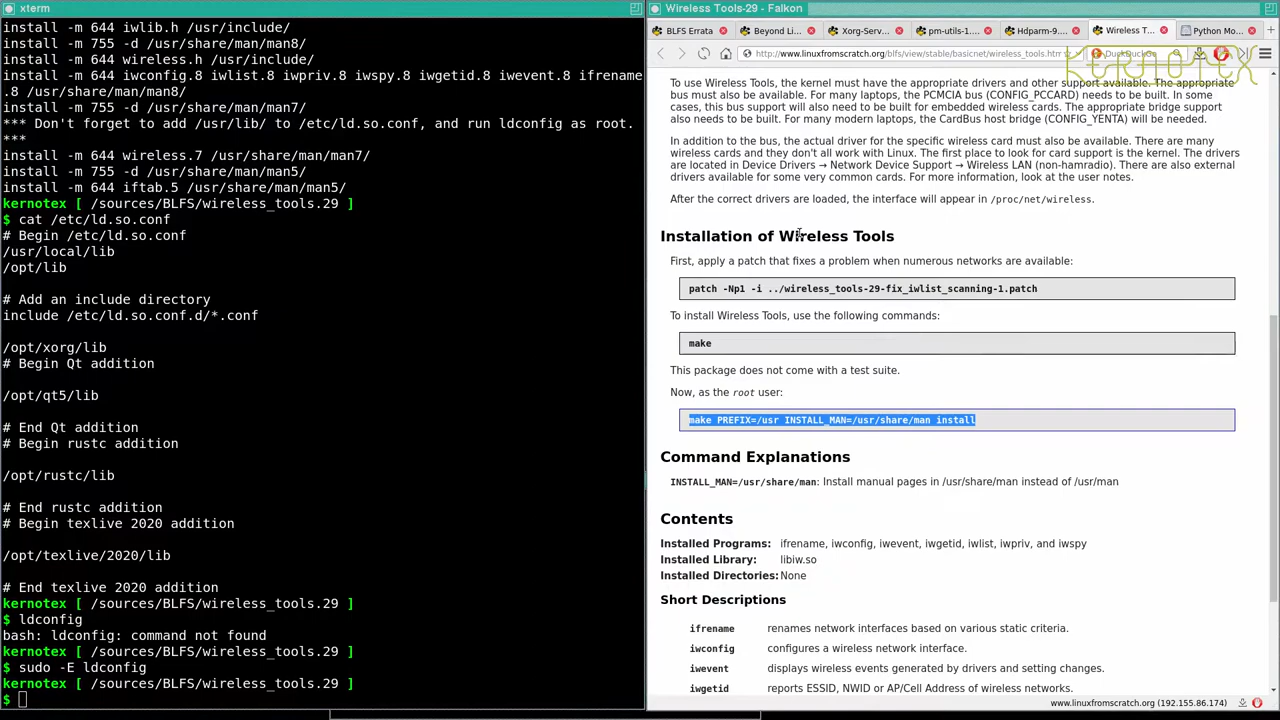 xterm
install -m 644 iwlib.h /usr/include/
install -m 755 -d /usr/share/man/man8/
install -m 644 wireless.h /usr/include/
install -m 644 iwconfig.8 iwlist.8 iwpriv.8 iwspy.8 iwgetid.8 iwevent.8 ifrename
.8 /usr/share/man/man8/
install -m 755 -d /usr/share/man/man7/
*** Don't forget to add /usr/lib/ to /etc/ld.so.conf, and run ldconfig as root.
***
install -m 644 wireless.7 /usr/share/man/man7/
install -m 755 -d /usr/share/man/man5/
install -m 644 iftab.5 /usr/share/man/man5/
kernotex [ /sources/BLFS/wireless_tools.29 ]
$ cat /etc/ld.so.conf
# Begin /etc/ld.so.conf
/usr/local/lib
/opt/lib
# Add an include directory
include /etc/ld.so.conf.d/*.conf
/opt/xorg/lib
# Begin Qt addition
/opt/qt5/lib
# End Qt addition
# Begin rustc addition
/opt/rustc/lib
# End rustc addition
# Begin texlive 2020 addition
/opt/texlive/2020/lib
# End texlive 2020 addition
kernotex [ /sources/BLFS/wireless_tools.29 ]
$ ldconfig
bash: ldconfig: command not found
kernotex [ /sources/BLFS/wireless_tools.29 ]
$ sudo -E ldconfig
kernotex [ /sources/BLFS/wireless_tools.29 ]
$
Wireless Tools-29 - Falkon
BLFS Errata
Beyond Li...
Xorg-Serv...
pm-utils-1....
Hdparm-9....
Wireless T...
Python Mo...
http://www.linuxfromscratch.org/blfs/view/stable/basicnet/wireless_tools.htm
DuckDuckGo
KERNOTEX
To use Wireless Tools, the kernel must have the appropriate drivers and other support available. The appropriate
bus must also be available. For many laptops, the PCMCIA bus (CONFIG_PCCARD) needs to be built. In some
cases, this bus support will also need to be built for embedded wireless cards. The appropriate bridge support
also needs to be built. For many modern laptops, the CardBus host bridge (CONFIG_YENTA) will be needed.
In addition to the bus, the actual driver for the specific wireless card must also be available. There are many
wireless cards and they don't all work with Linux. The first place to look for card support is the kernel. The drivers
are located in Device Drivers → Network Device Support → Wireless LAN (non-hamradio). There are also external
drivers available for some very common cards. For more information, look at the user notes.
After the correct drivers are loaded, the interface will appear in /proc/net/wireless.
Installation of Wireless Tools
First, apply a patch that fixes a problem when numerous networks are available:
patch -Np1 -i ../wireless_tools-29-fix_iwlist_scanning-1.patch
To install Wireless Tools, use the following commands:
make
This package does not come with a test suite.
Now, as the root user:
make PREFIX=/usr INSTALL_MAN=/usr/share/man install
Command Explanations
INSTALL_MAN=/usr/share/man: Install manual pages in /usr/share/man instead of /usr/man
Contents
Installed Programs: ifrename, iwconfig, iwevent, iwgetid, iwlist, iwpriv, and iwspy
Installed Library: libiw.so
Installed Directories: None
Short Descriptions
ifrename renames network interfaces based on various static criteria.
iwconfig configures a wireless network interface.
iwevent displays wireless events generated by drivers and setting changes.
iwgetid reports ESSID, NWID or AP/Cell Address of wireless networks.
www.linuxfromscratch.org (192.155.86.174)